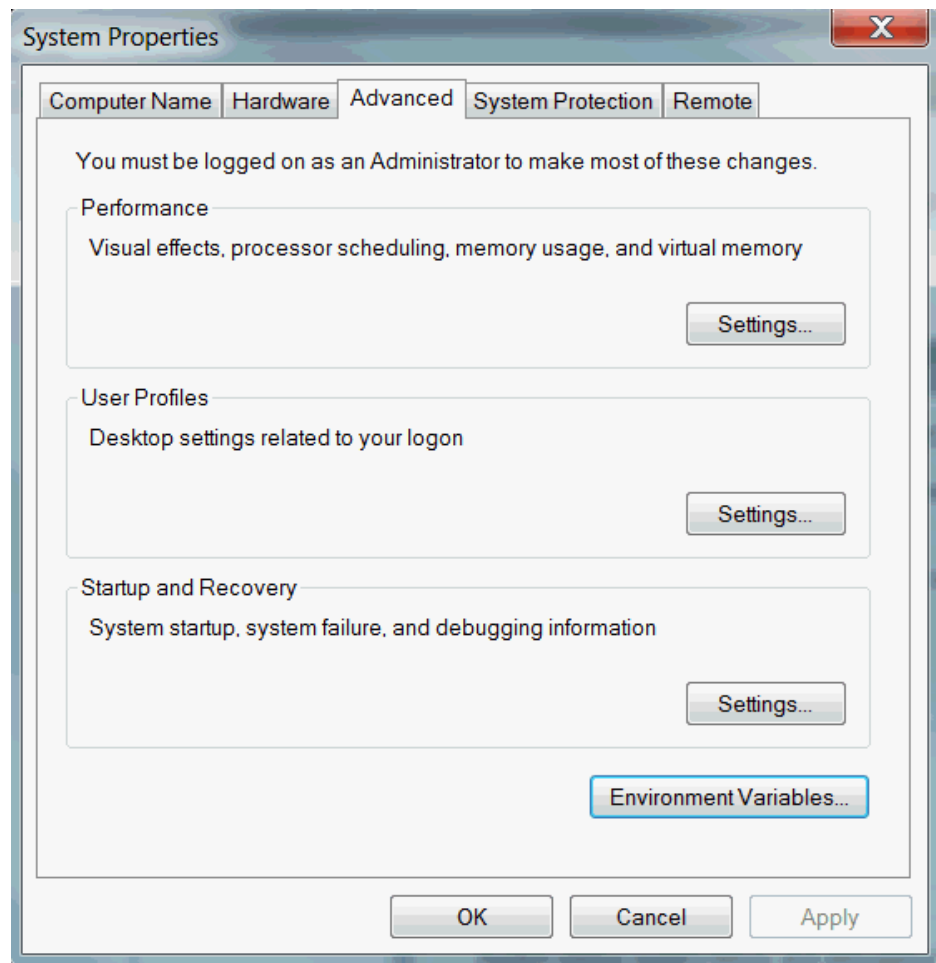 System Properties
X
Computer Name Hardware Advanced System Protection Remote
You must be logged on as an Administrator to make most of these changes.
Performance
Visual effects, processor scheduling, memory usage, and virtual memory
Settings...
User Profiles
Desktop settings related to your logon
Settings...
Startup and Recovery
System startup, system failure, and debugging information
Settings...
Environment Variables...
OK Cancel Apply